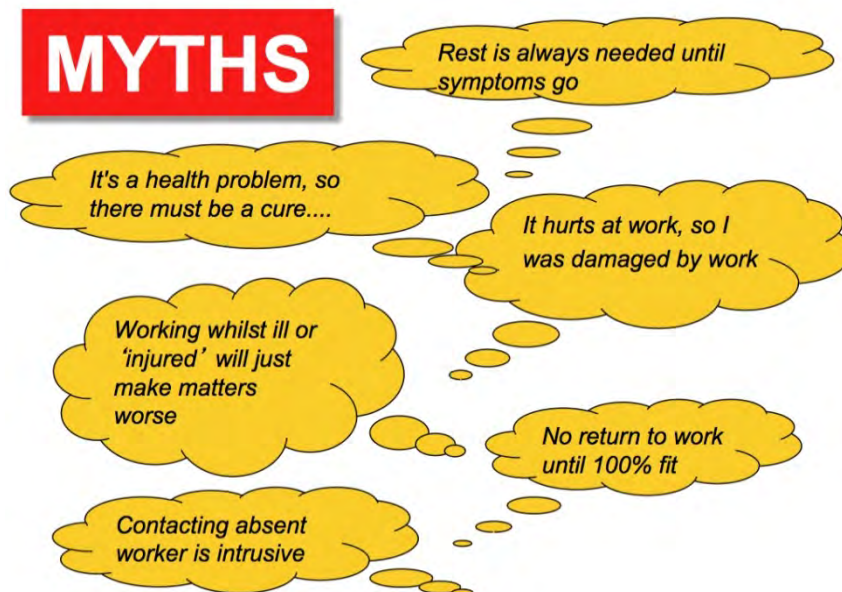 MYTHS
Rest is always needed until
symptoms go
It's a health problem, so
there must be a cure....
It hurts at work, so I
was damaged by work
Working whilst ill or
‘injured’ will just
make matters
worse
No return to work
until 100% fit
Contacting absent
worker is intrusive